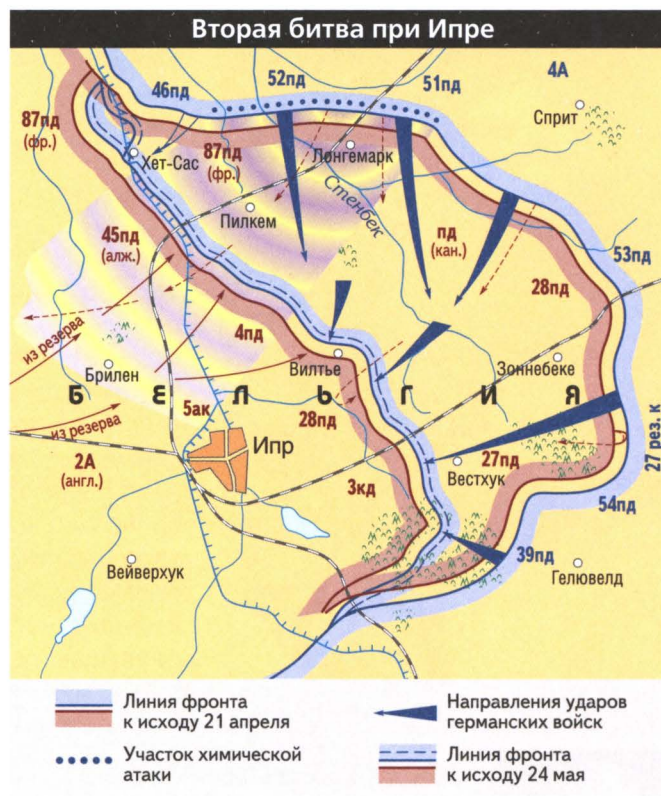 Вторая битва при Ипре
46пд
52пд
51пд
4А
Сприт
87пд
(фр.)
Хет-Сас
87пд
(фр.)
Лонгемарк
Стенбек
Пилкем
45пд
(алж.)
пд
(кан.)
53пд
28пд
из резерва
4пд
Брилен
Вилтье
Зоннебеке
БЕЛЬГИЯ
из резерва
5ак
28пд
Ипр
2А
(англ.)
27пд
27 рез. к
Вестхук
3кд
54пд
39пд
Вейверхук
Гелювелд
Линия фронта
к исходу 21 апреля
Направления ударов
германских войск
Участок химической
атаки
Линия фронта
к исходу 24 мая